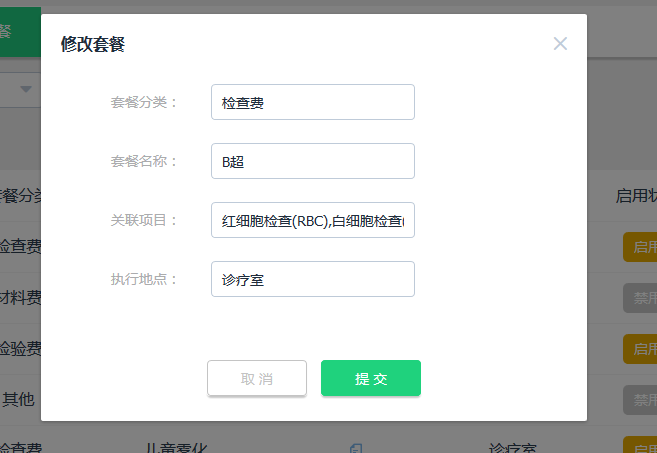 餐
修改套餐
套餐分类：
检查费
套餐名称：
B超
关联项目：
红细胞检查(RBC),白细胞检查(
执行地点：
诊疗室
取 消
提 交
套餐分类
启用状
检查费
启用
材料费
禁用
检验费
启用
其他
禁用
检查费
儿童雾化
诊疗室
启用